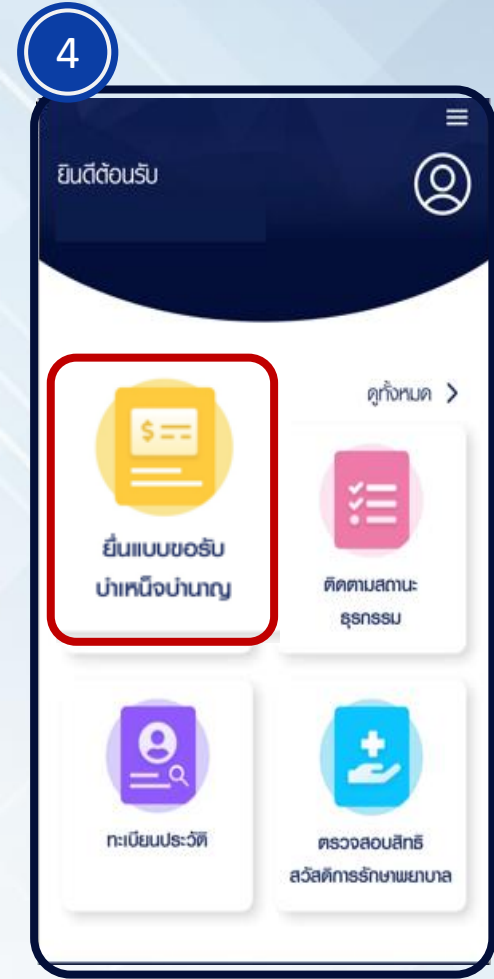 4
ยินดีต้อนรับ
ดูทั้งหมด >
$
ยื่นแบบขอรับ
บำเหน็จบำนาญ
ติดตามสถานะ
ธุรกรรม
ทะเบียนประวัติ
ตรวจสอบสิทธิ
สวัสดิการรักษาพยาบาล